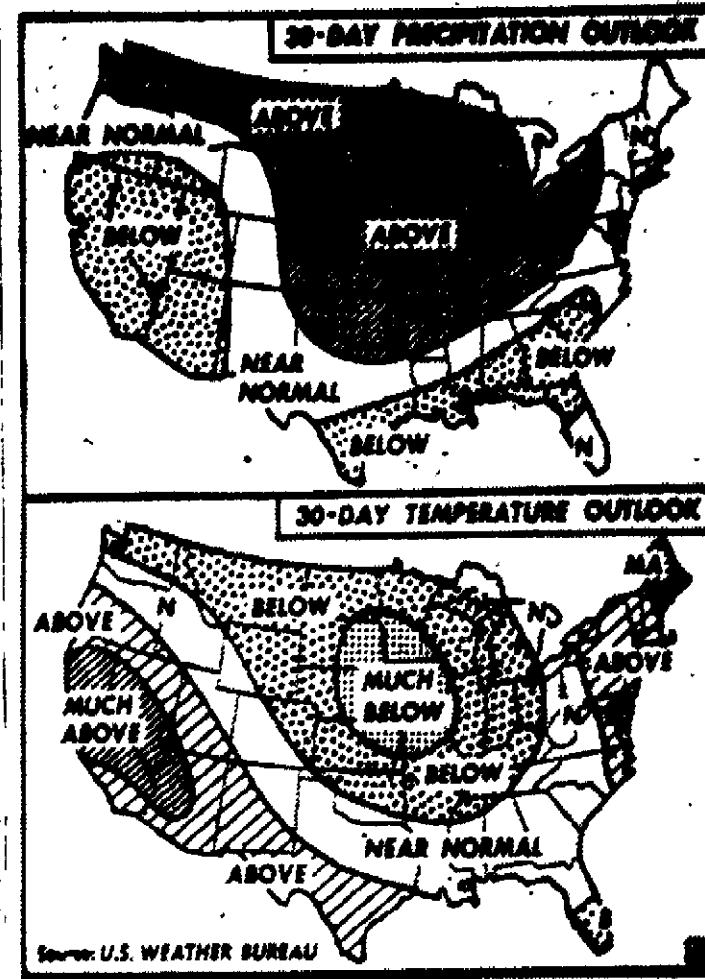 30-DAY PRECIPITATION OUTLOOK
ABOVE
NEAR NORMAL
N
BELOW
ABOVE
NEAR
NORMAL
BELOW
BELOW
N
30-DAY TEMPERATURE OUTLOOK
MA
N
BELOW
N
ABOVE
ABOVE
MUCH
ABOVE
MUCH
BELOW
N
BELOW
NEAR NORMAL
ABOVE
B
Source: U.S. WEATHER BUREAU